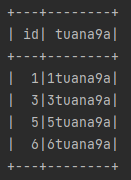 +---+--------+
| id| tuana9a|
+---+--------+
|  1|1tuana9a|
|  3|3tuana9a|
|  5|5tuana9a|
|  6|6tuana9a|
+---+--------+